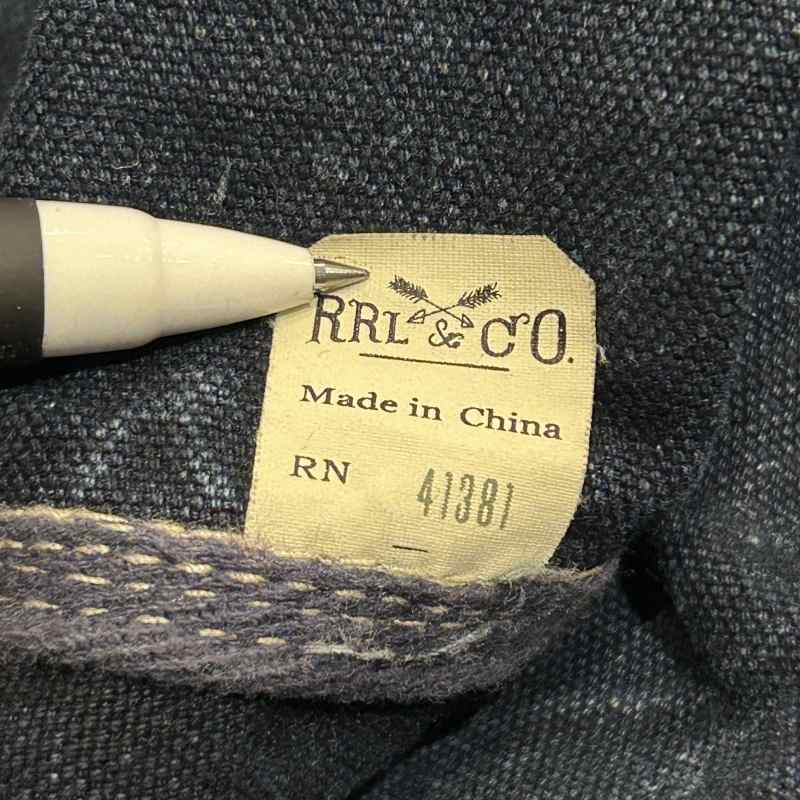 RRL & CO.
Made in China
RN 41381